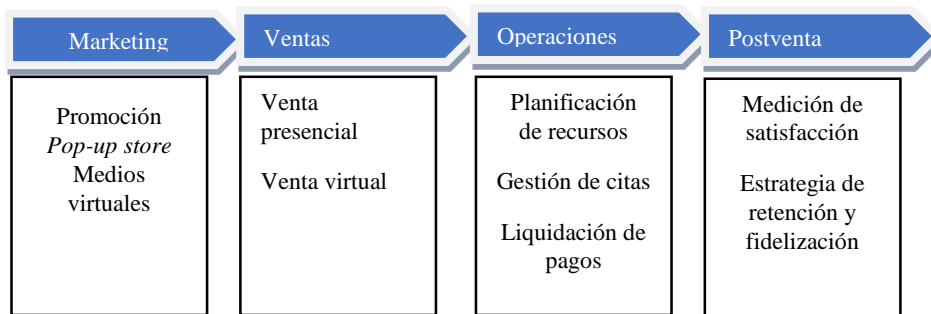 Marketing
Promoción
Pop-up store
Medios
virtuales
Ventas
Venta
presencial
Venta virtual
Operaciones
Planificación
de recursos
Gestión de citas
Liquidación de
pagos
Postventa
Medición de
satisfacción
Estrategia de
retención y
fidelización